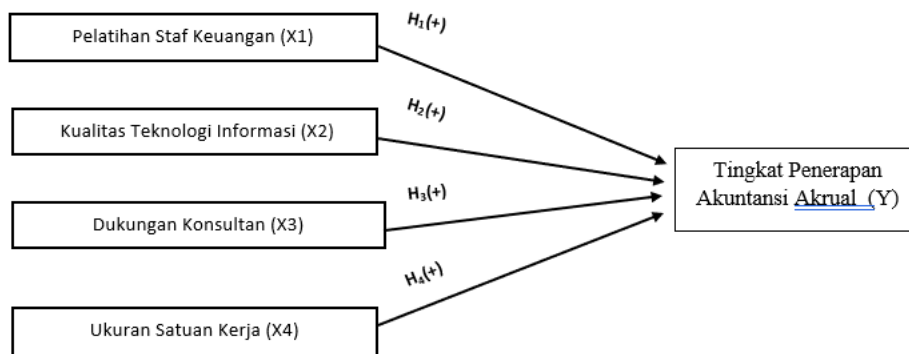 Pelatihan Staf Keuangan (X1)
H₁(+)
Kualitas Teknologi Informasi (X2)
H₂(+)
Dukungan Konsultan (X3)
H₃(+)
Ukuran Satuan Kerja (X4)
H₄(+)
Tingkat Penerapan
Akuntansi Akrual (Y)